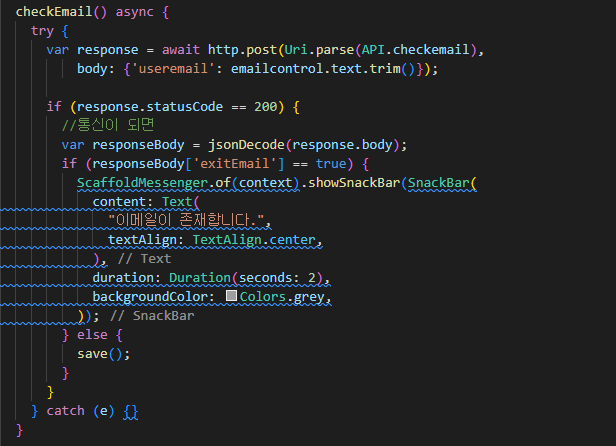 checkEmail() async {
try {
var response = await http.post(Uri.parse(API.checkemail),
body: {'useremail': emailcontrol.text.trim()});
if (response.statusCode == 200) {
//통신이 되면
var responseBody = jsonDecode(response.body);
if (responseBody['exitEmail'] == true) {
ScaffoldMessenger.of(context).showSnackBar(SnackBar(
content: Text(
"이메일이 존재합니다.",
textAlign: TextAlign.center,
), // Text
duration: Duration(seconds: 2),
backgroundColor: Colors.grey,
)); // SnackBar
} else {
save();
}
}
} catch (e) {}
}